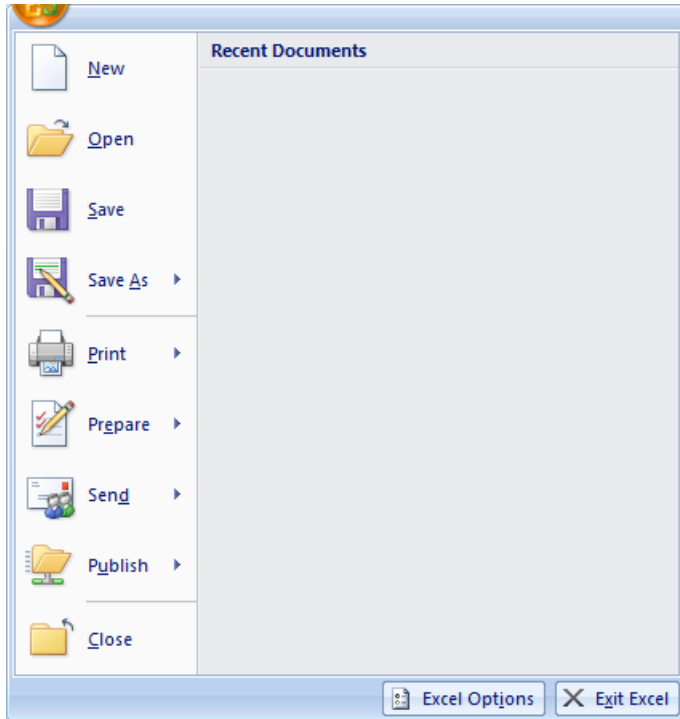 Recent Documents
New
Open
Save
Save As
Print
Prepare
Send
Publish
Close
Excel Options
Exit Excel